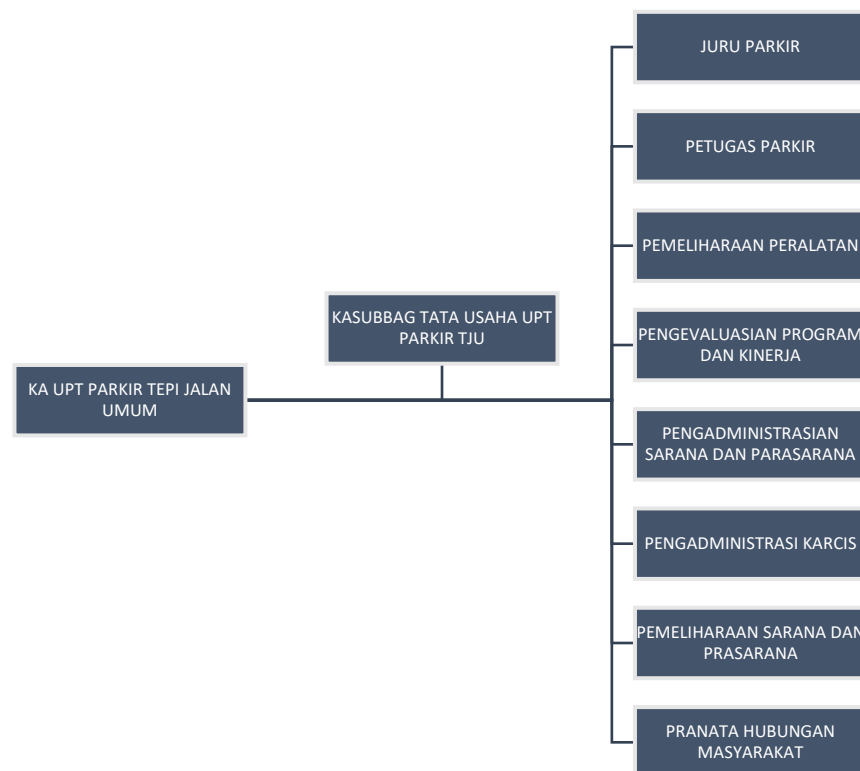 JURU PARKIR
PETUGAS PARKIR
PEMELIHARAAN PERALATAN
KASUBBAG TATA USAHA UPT
PARKIR TJU
PENGEVALUASIAN PROGRAM
DAN KINERJA
KA UPT PARKIR TEPI JALAN
UMUM
PENGADMINISTRASIAN
SARANA DAN PARASARANA
PENGADMINISTRASI KARCIS
PEMELIHARAAN SARANA DAN
PRASARANA
PRANATA HUBUNGAN
MASYARAKAT